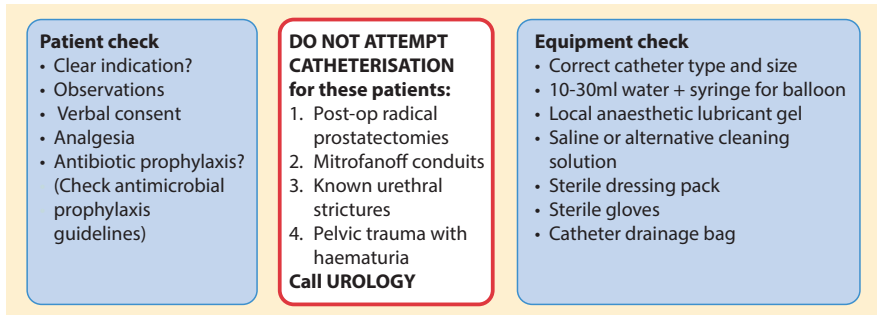 Patient check
• Clear indication?
• Observations
• Verbal consent
• Analgesia
• Antibiotic prophylaxis?
(Check antimicrobial
prophylaxis
guidelines)
DO NOT ATTEMPT
CATHETERISATION
for these patients:
1. Post-op radical
prostatectomies
2. Mitrofanoff conduits
3. Known urethral
strictures
4. Pelvic trauma with
haematuria
Call UROLOGY
Equipment check
• Correct catheter type and size
• 10-30ml water + syringe for balloon
• Local anaesthetic lubricant gel
• Saline or alternative cleaning
solution
• Sterile dressing pack
• Sterile gloves
• Catheter drainage bag